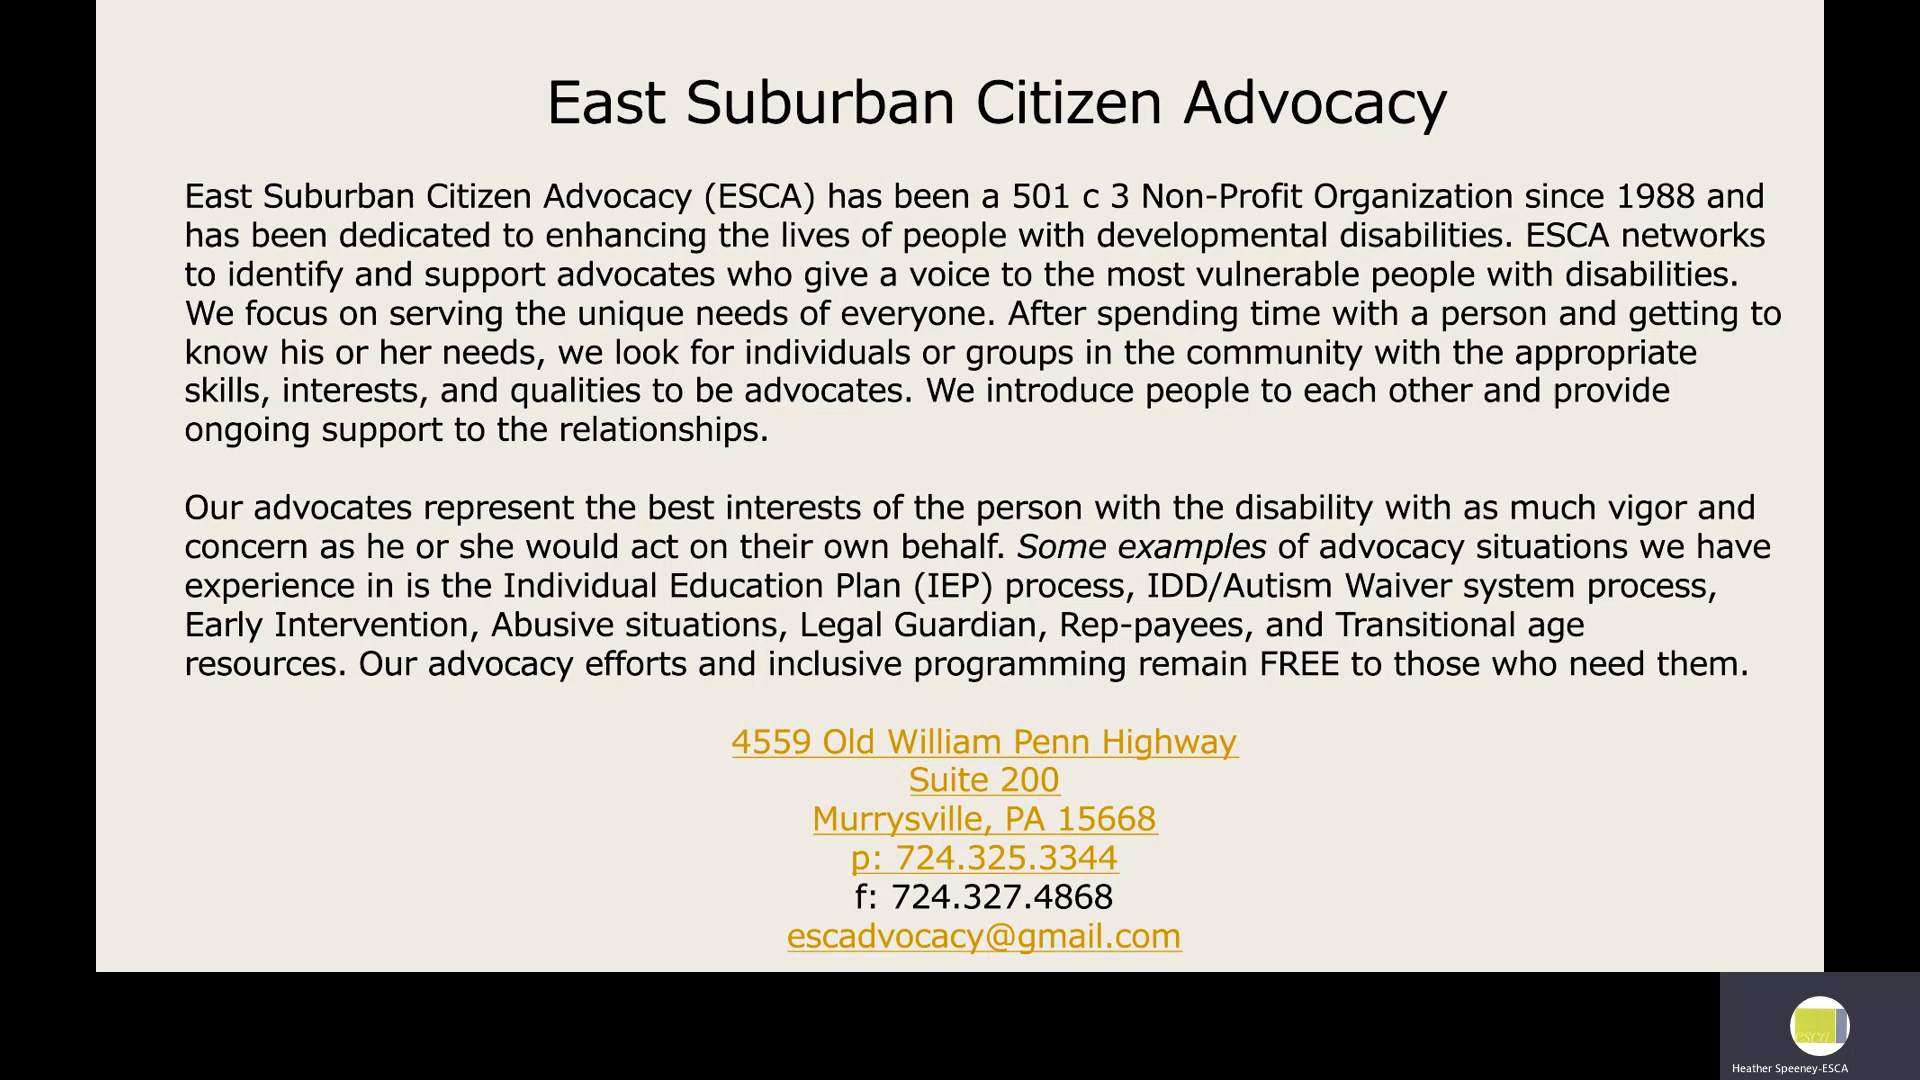 East Suburban Citizen Advocacy
East Suburban Citizen Advocacy (ESCA) has been a 501 c 3 Non-Profit Organization since 1988 and
has been dedicated to enhancing the lives of people with developmental disabilities. ESCA networks
to identify and support advocates who give a voice to the most vulnerable people with disabilities.
We focus on serving the unique needs of everyone. After spending time with a person and getting to
know his or her needs, we look for individuals or groups in the community with the appropriate
skills, interests, and qualities to be advocates. We introduce people to each other and provide
ongoing support to the relationships.
Our advocates represent the best interests of the person with the disability with as much vigor and
concern as he or she would act on their own behalf. Some examples of advocacy situations we have
experience in is the Individual Education Plan (IEP) process, IDD/Autism Waiver system process,
Early Intervention, Abusive situations, Legal Guardian, Rep-payees, and Transitional age
resources. Our advocacy efforts and inclusive programming remain FREE to those who need them.
4559 Old William Penn Highway
Suite 200
Murrysville, PA 15668
p: 724.325.3344
f: 724.327.4868
escadvocacy@gmail.com
esca
Heather Speeney-ESCA